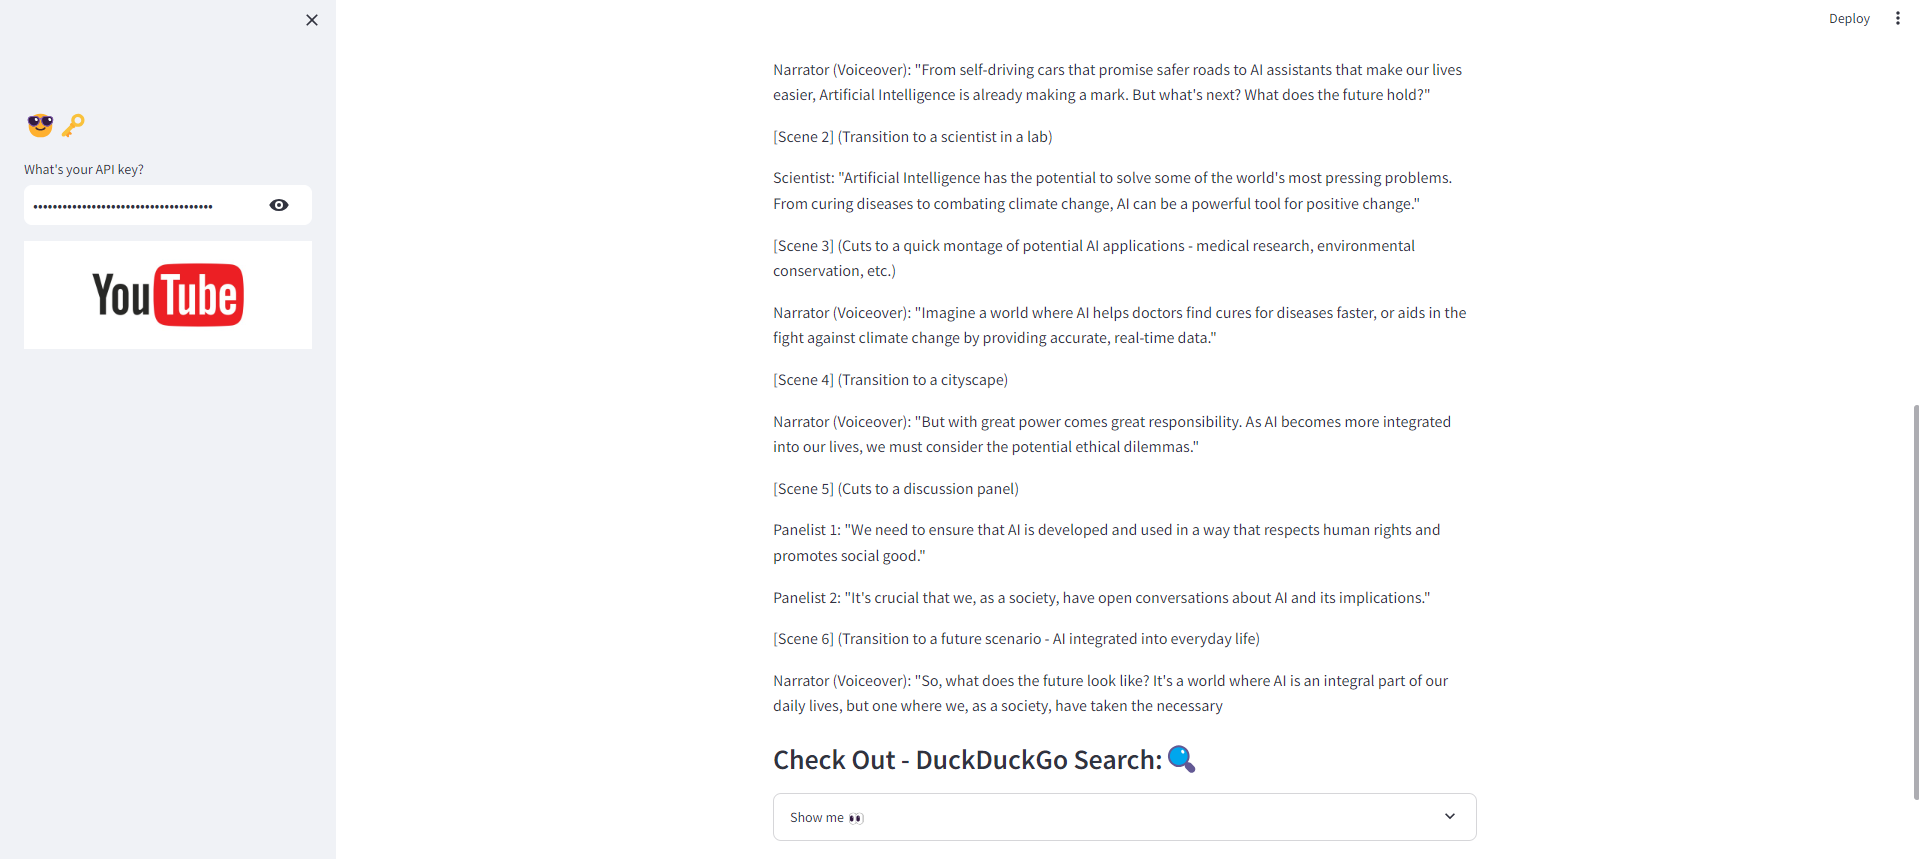 Deploy
What's your API key?
YouTube
Narrator (Voiceover): "From self-driving cars that promise safer roads to AI assistants that make our lives
easier, Artificial Intelligence is already making a mark. But what's next? What does the future hold?"
[Scene 2] (Transition to a scientist in a lab)
Scientist: "Artificial Intelligence has the potential to solve some of the world's most pressing problems.
From curing diseases to combating climate change, AI can be a powerful tool for positive change."
[Scene 3] (Cuts to a quick montage of potential AI applications - medical research, environmental
conservation, etc.)
Narrator (Voiceover): "Imagine a world where AI helps doctors find cures for diseases faster, or aids in the
fight against climate change by providing accurate, real-time data."
[Scene 4] (Transition to a cityscape)
Narrator (Voiceover): "But with great power comes great responsibility. As AI becomes more integrated
into our lives, we must consider the potential ethical dilemmas."
[Scene 5] (Cuts to a discussion panel)
Panelist 1: "We need to ensure that AI is developed and used in a way that respects human rights and
promotes social good."
Panelist 2: "It's crucial that we, as a society, have open conversations about AI and its implications."
[Scene 6] (Transition to a future scenario - AI integrated into everyday life)
Narrator (Voiceover): "So, what does the future look like? It's a world where AI is an integral part of our
daily lives, but one where we, as a society, have taken the necessary
Check Out - DuckDuckGo Search: 🔍
Show me 👀